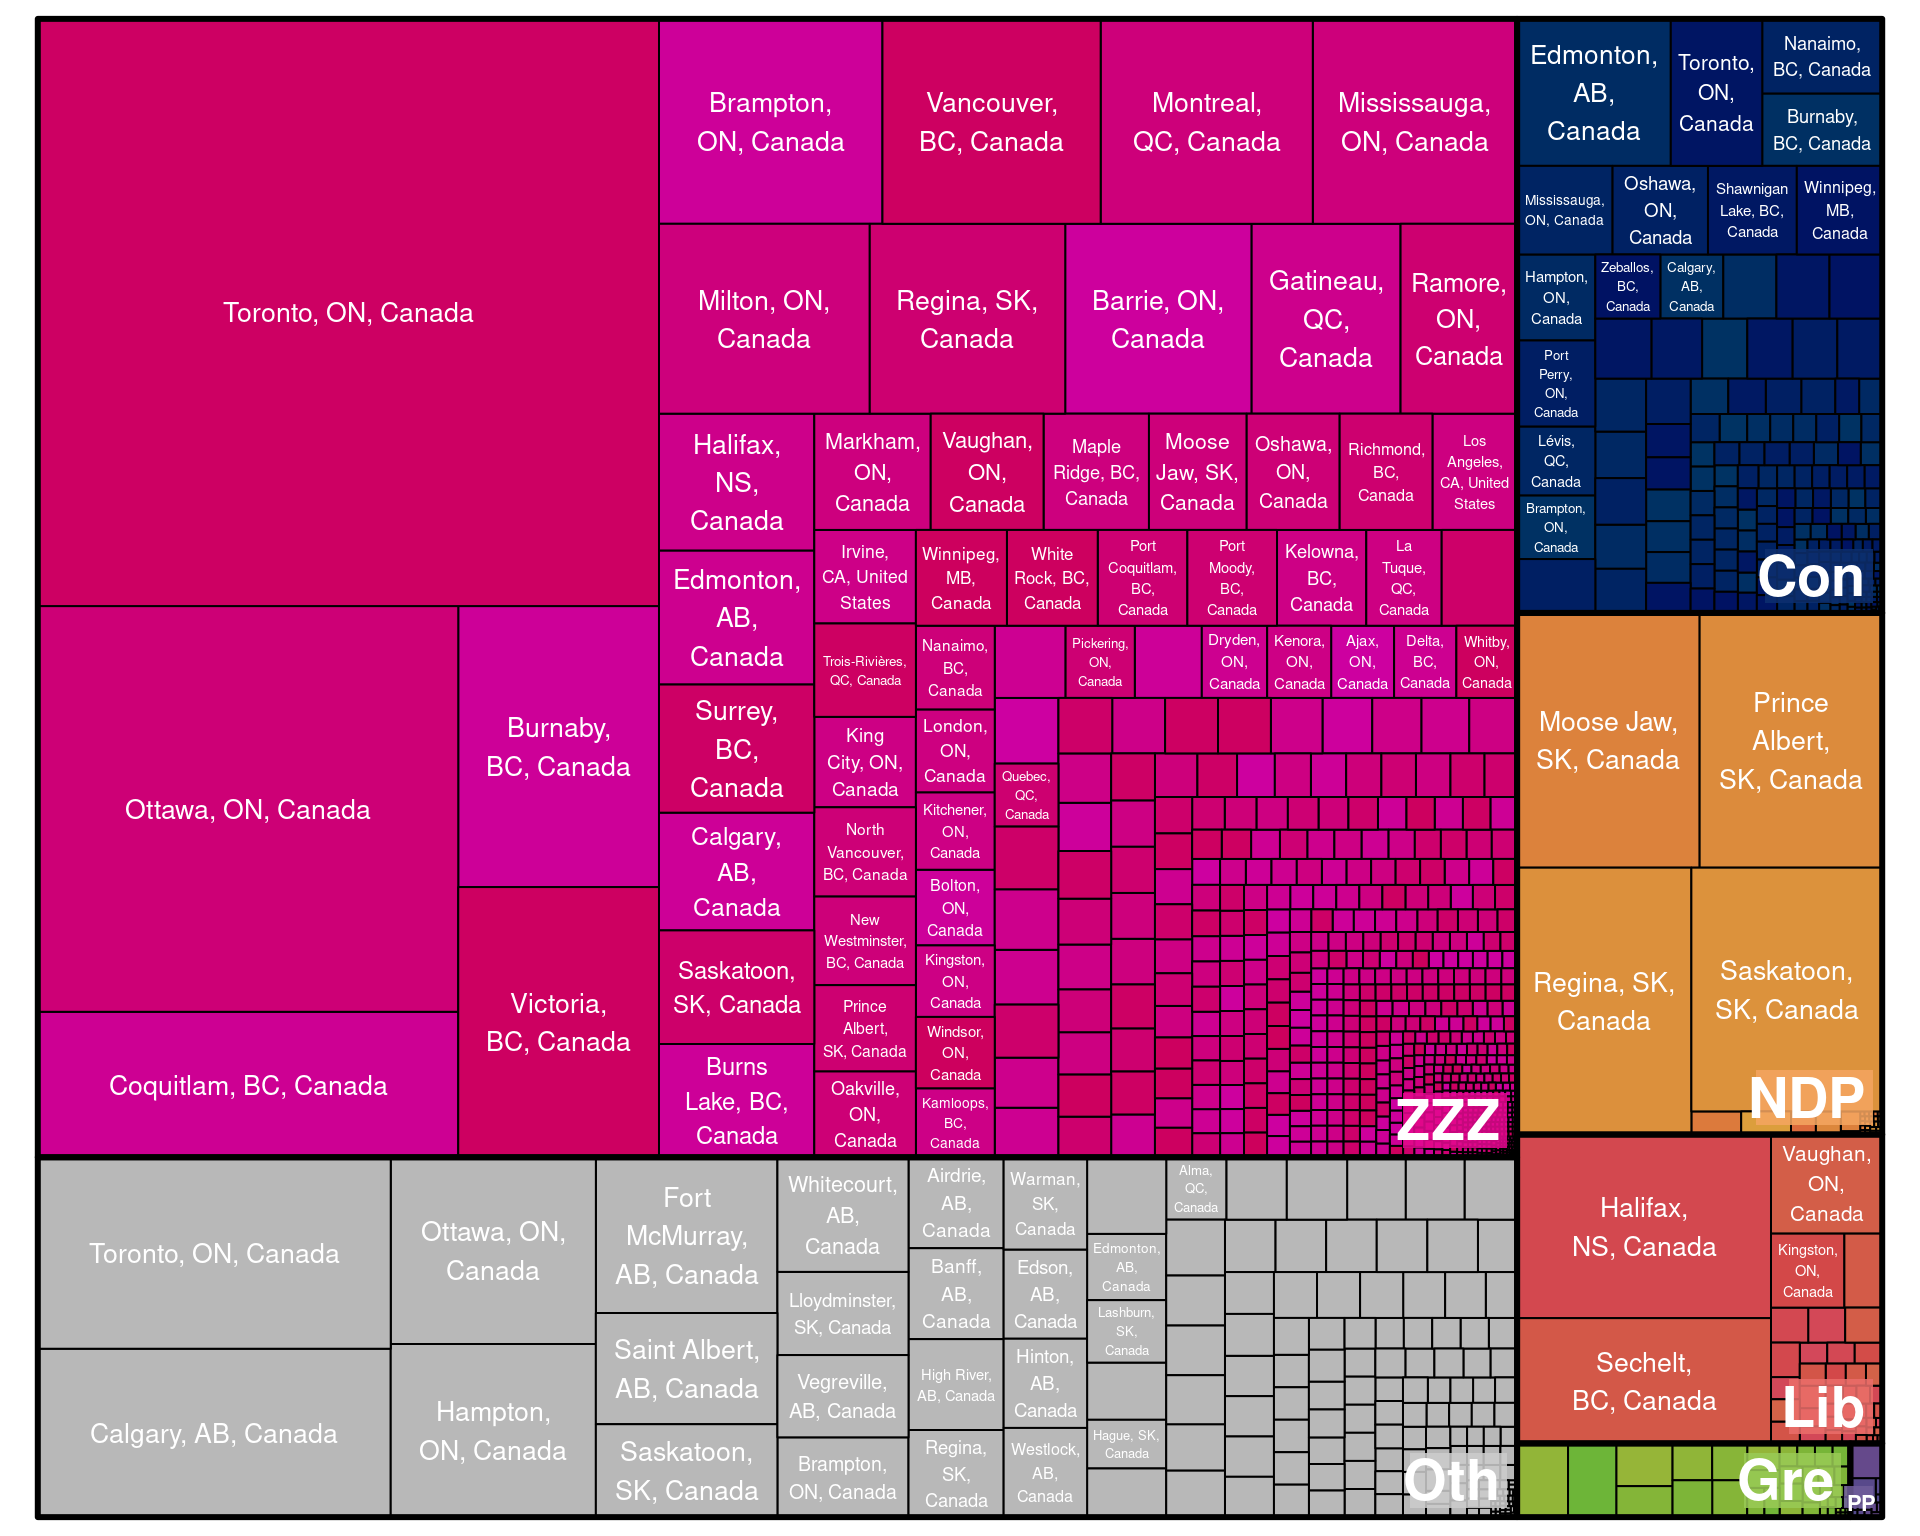 Toronto, ON, Canada
Ottawa, ON, Canada
Coquitlam, BC, Canada
Burnaby,
BC, Canada
Victoria,
BC, Canada
Brampton,
ON, Canada
Vancouver,
BC, Canada
Montreal,
QC, Canada
Mississauga,
ON, Canada
Milton, ON,
Canada
Regina, SK,
Canada
Barrie, ON,
Canada
Gatineau,
QC,
Canada
Ramore,
ON,
Canada
Halifax,
NS,
Canada
Edmonton,
AB,
Canada
Surrey,
BC,
Canada
Calgary,
AB,
Canada
Saskatoon,
SK, Canada
Burns
Lake, BC,
Canada
Markham,
ON,
Canada
Vaughan,
ON,
Canada
Maple
Ridge, BC,
Canada
Moose
Jaw, SK,
Canada
Oshawa,
ON,
Canada
Richmond,
BC,
Canada
Los
Angeles,
CA, United
States
Irvine,
CA, United
States
Trois-Rivières,
QC, Canada
King
City, ON,
Canada
North
Vancouver,
BC, Canada
New
Westminster,
BC, Canada
Prince
Albert,
SK, Canada
Oakville,
ON,
Canada
Winnipeg,
MB,
Canada
White
Rock, BC,
Canada
Port
Coquitlam,
BC,
Canada
Port
Moody,
BC,
Canada
Kelowna,
BC,
Canada
La
Tuque,
QC,
Canada
Nanaimo,
BC,
Canada
London,
ON,
Canada
Kitchener,
ON,
Canada
Bolton,
ON,
Canada
Kingston,
ON,
Canada
Windsor,
ON,
Canada
Kamloops,
BC,
Canada
Pickering,
ON,
Canada
Dryden,
ON,
Canada
Kenora,
ON,
Canada
Ajax,
ON,
Canada
Delta,
BC,
Canada
Whitby,
ON,
Canada
Quebec,
QC,
Canada
ZZZ
Toronto, ON, Canada
Calgary, AB, Canada
Ottawa, ON,
Canada
Hampton,
ON, Canada
Fort
McMurray,
AB, Canada
Saint Albert,
AB, Canada
Saskatoon,
SK, Canada
Whitecourt,
AB,
Canada
Lloydminster,
SK, Canada
Vegreville,
AB, Canada
Brampton,
ON, Canada
Airdrie,
AB,
Canada
Banff,
AB,
Canada
High River,
AB, Canada
Regina,
SK,
Canada
Warman,
SK,
Canada
Edson,
AB,
Canada
Hinton,
AB,
Canada
Westlock,
AB,
Canada
Edmonton,
AB,
Canada
Lashburn,
SK,
Canada
Hague, SK,
Canada
Alma,
QC,
Canada
Oth
Edmonton,
AB,
Canada
Toronto,
ON,
Canada
Nanaimo,
BC, Canada
Burnaby,
BC, Canada
Mississauga,
ON, Canada
Oshawa,
ON,
Canada
Shawnigan
Lake, BC,
Canada
Winnipeg,
MB,
Canada
Hampton,
ON,
Canada
Port
Perry,
ON,
Canada
Lévis,
QC,
Canada
Brampton,
ON,
Canada
Zeballos,
BC,
Canada
Calgary,
AB,
Canada
Con
Moose Jaw,
SK, Canada
Prince
Albert,
SK, Canada
Regina, SK,
Canada
Saskatoon,
SK, Canada
NDP
Halifax,
NS, Canada
Sechelt,
BC, Canada
Vaughan,
ON,
Canada
Kingston,
ON,
Canada
Lib
Gre
PP